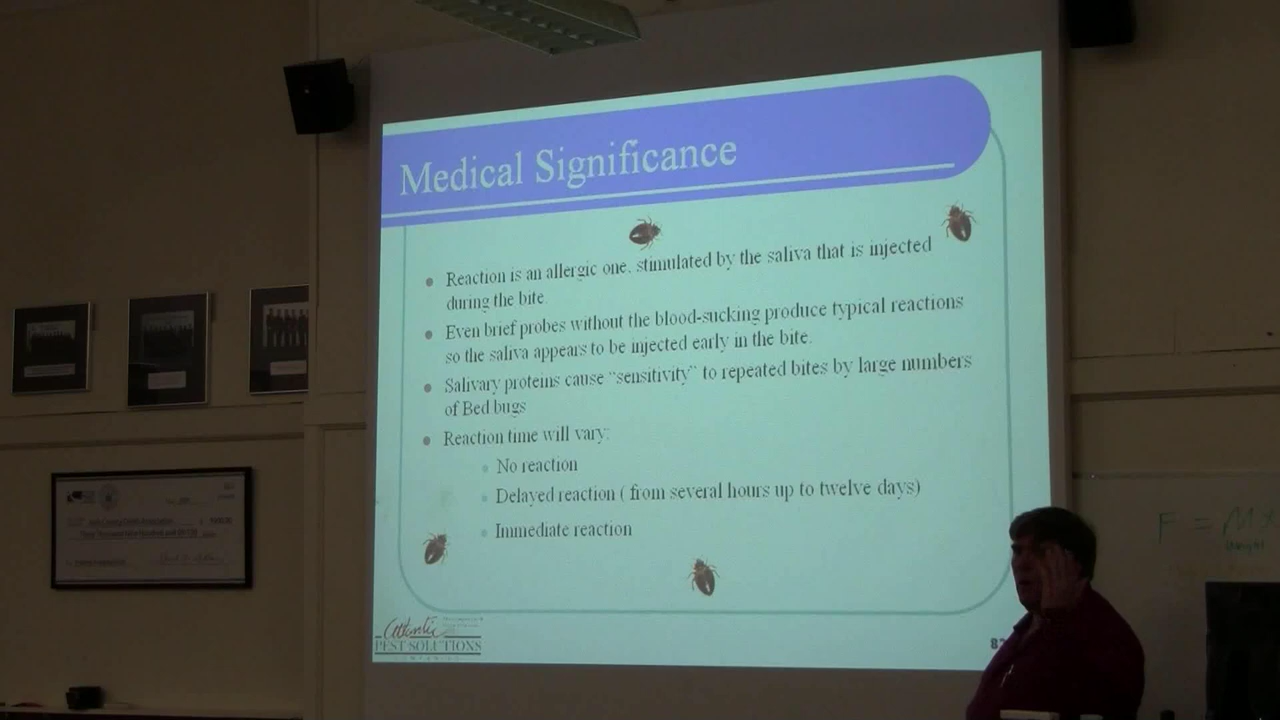 Medical Significance
Reaction is an allergic one, stimulated by the saliva that is injected
during the bite.
Even brief probes without the blood-sucking produce typical reactions
so the saliva appears to be injected early in the bite.
Salivary proteins cause "sensitivity" to repeated bites by large numbers
of Bed bugs
Reaction time will vary:
No reaction
Delayed reaction ( from several hours up to twelve days)
Immediate reaction
Atlantic
PEST SOLUTIONS
F = M